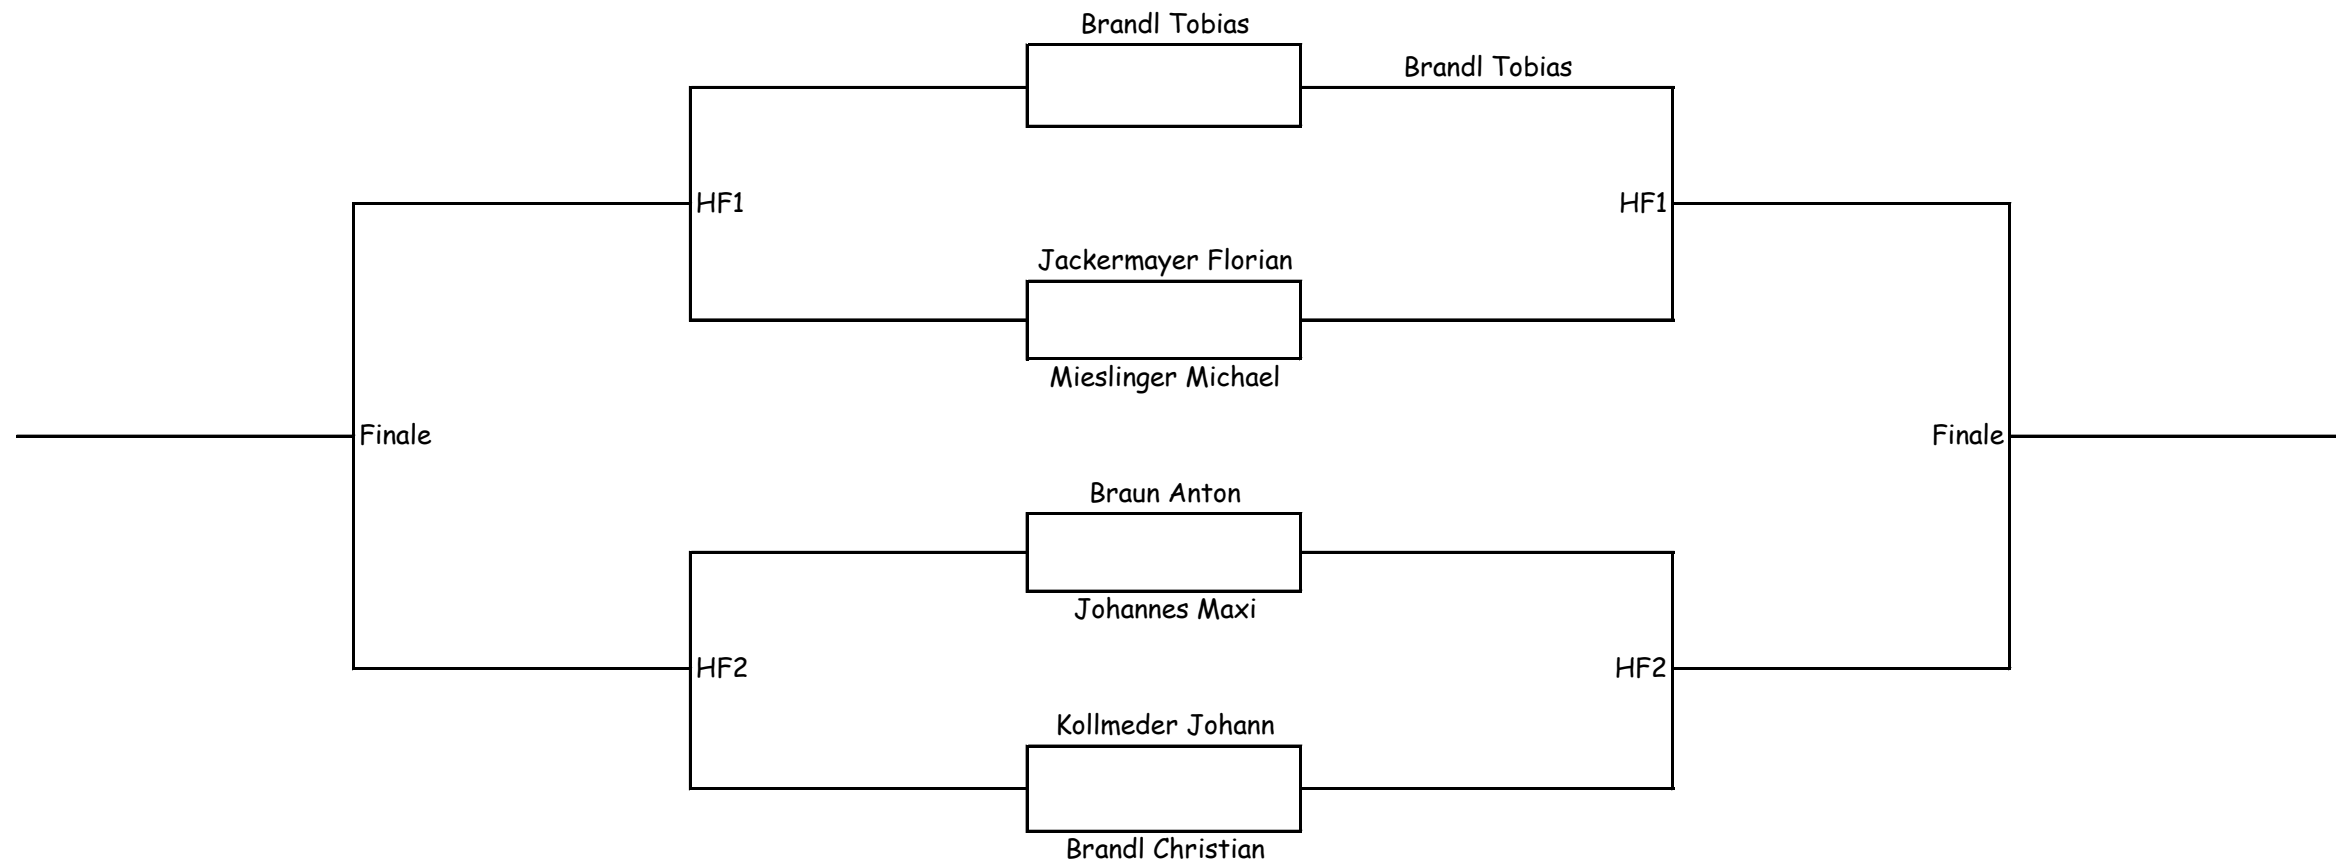 Brandl Tobias
Brandl Tobias
HF1
HF1
Jackermayer Florian
Mieslinger Michael
Finale
Finale
Braun Anton
Johannes Maxi
HF2
HF2
Kollmeder Johann
Brandl Christian